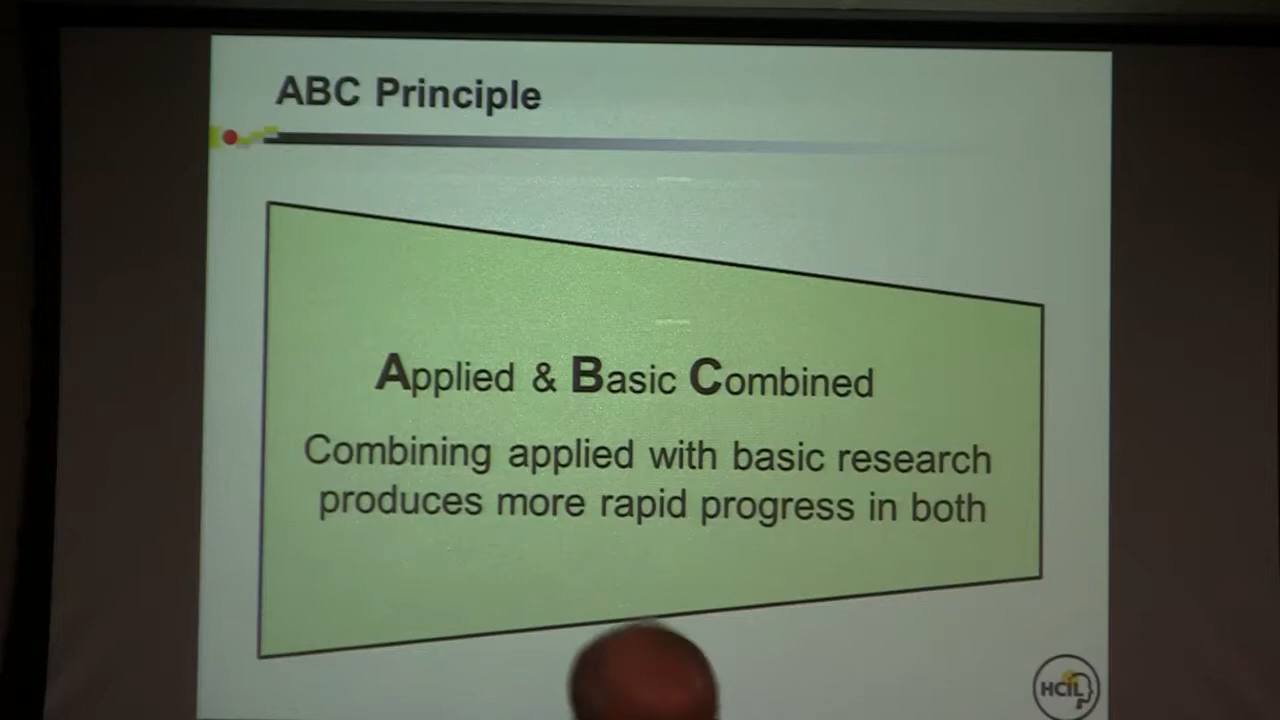 ABC Principle
Applied & Basic Combined
Combining applied with basic research
produces more rapid progress in both
HCIL